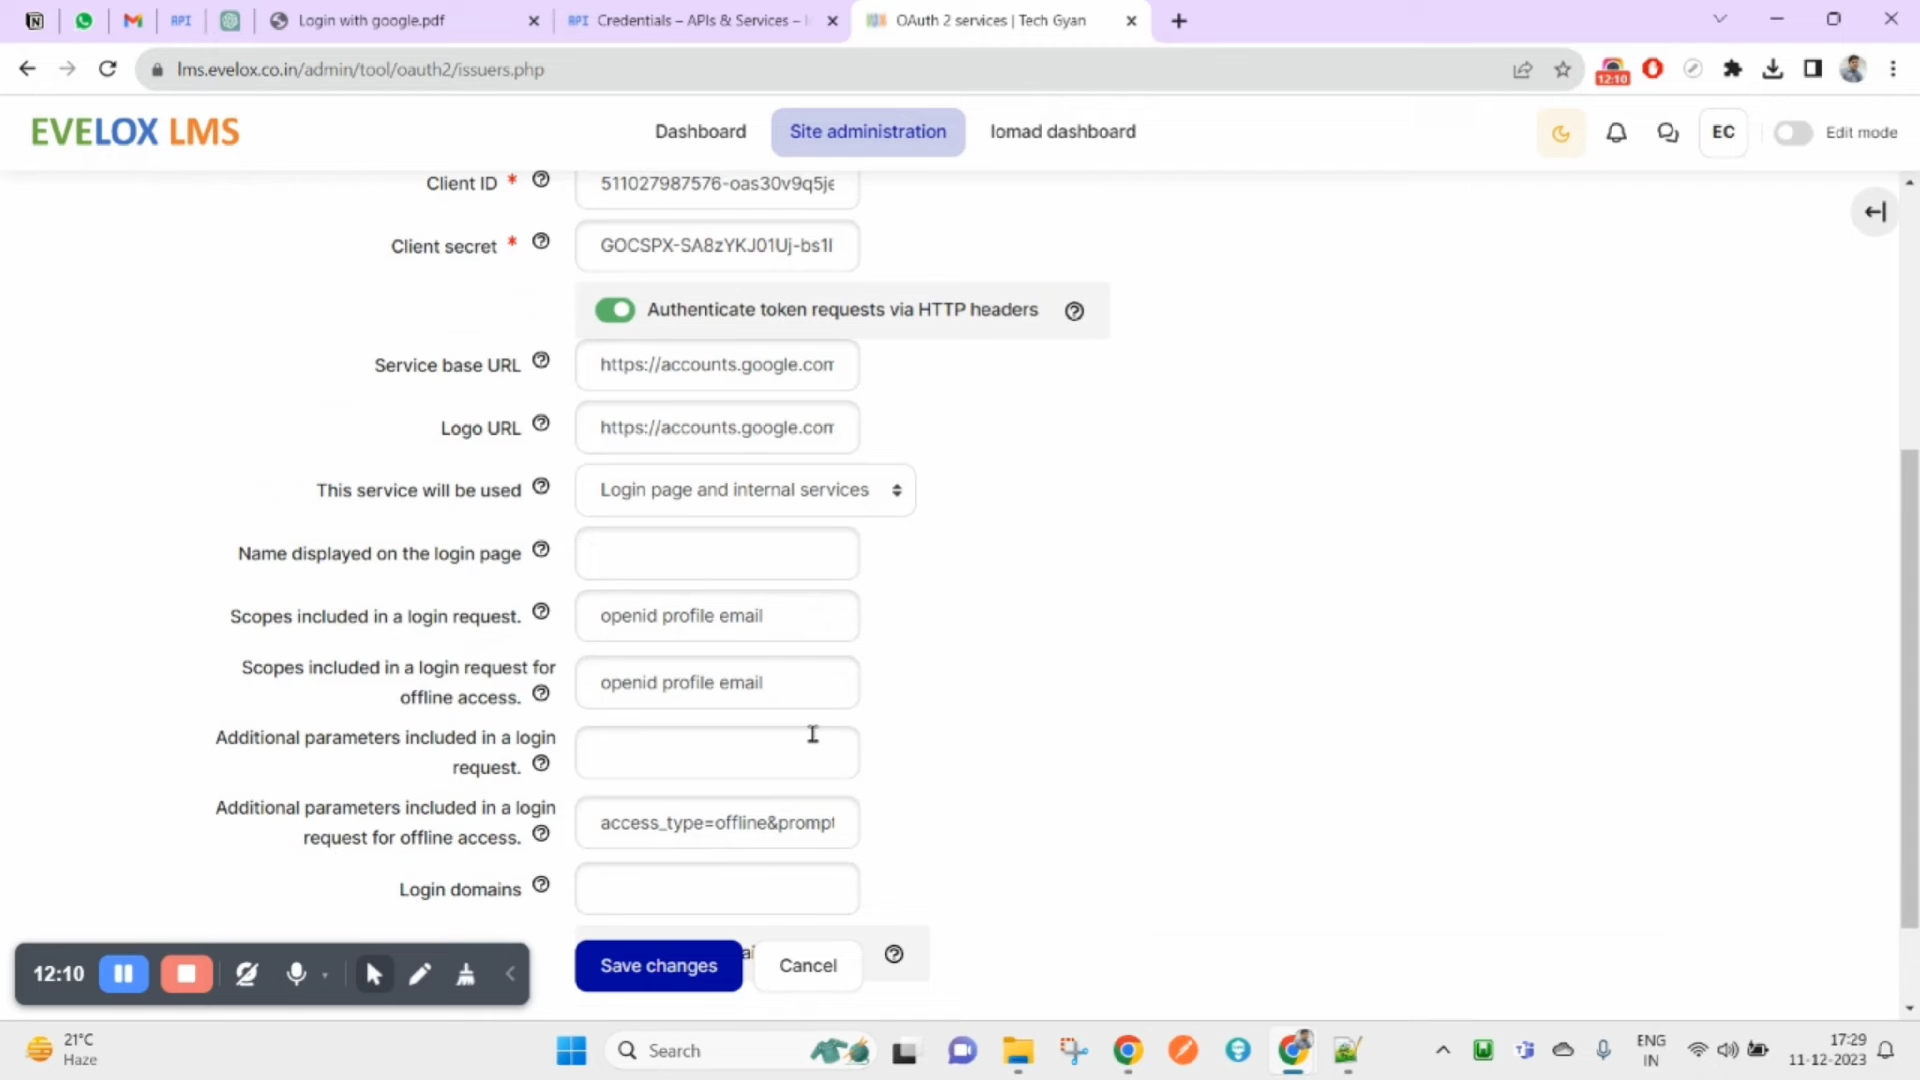 API
Login with google.pdf
API
Credentials – APIs & Services –
OAuth 2 services | Tech Gyan
lms.evelox.co.in/admin/tool/oauth2/issuers.php
12:10
EVELOX LMS
Dashboard
Site administration
Iomad dashboard
EC
Edit mode
Client ID *
511027987576-oas30v9q5je
Client secret *
GOCSPX-SA8zYKJ01Uj-bs1l
Authenticate token requests via HTTP headers
Service base URL
https://accounts.google.com
Logo URL
https://accounts.google.com
This service will be used
Login page and internal services
Name displayed on the login page
Scopes included in a login request.
openid profile email
Scopes included in a login request for
offline access.
openid profile email
Additional parameters included in a login
request.
Additional parameters included in a login
request for offline access.
access_type=offline&prompt
Login domains
12:10
Save changes
Cancel
21°C
Haze
Search
ENG
IN
17:29
11-12-2023